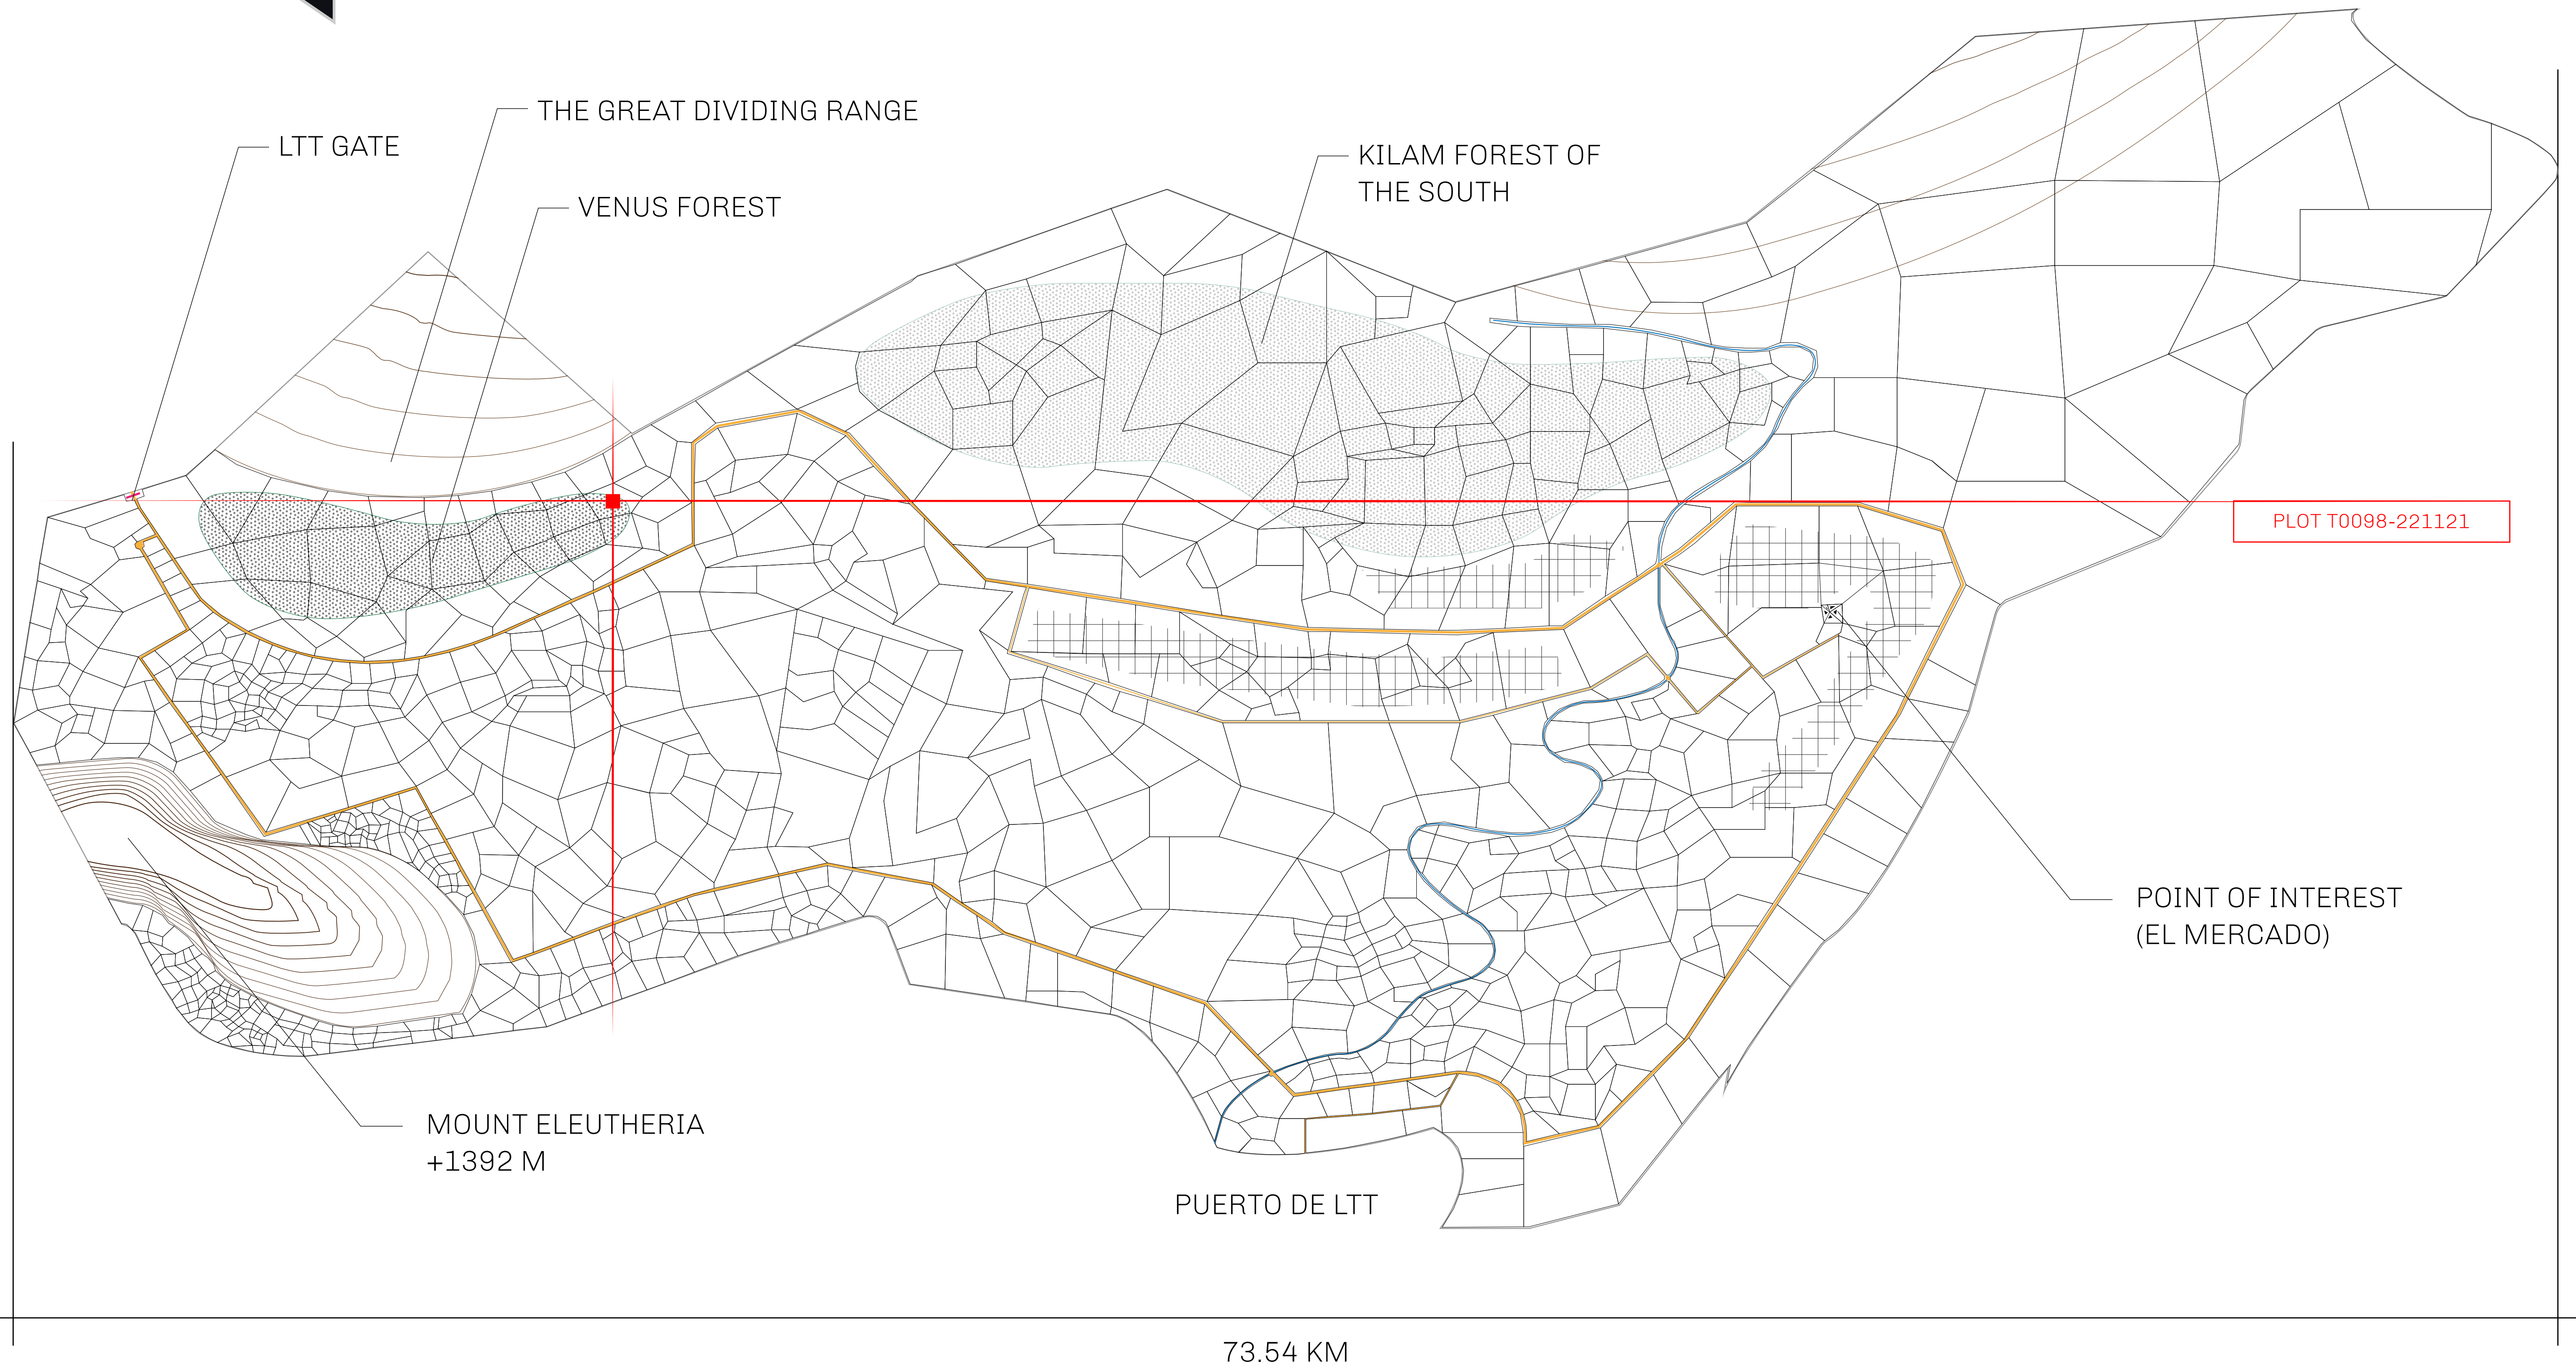 THE GREAT DIVIDING RANGE
LTT GATE
KILAM FOREST OF
THE SOUTH
VENUS FOREST
PLOT T0098-221121
POINT OF INTEREST
(EL MERCADO)
MOUNT ELEUTHERIA
+1392 M
PUERTO DE LTT
73.54 KM